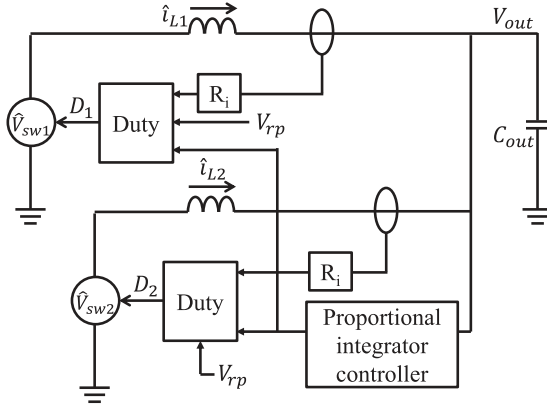 î_L1
V_out
R_i
D_1
Duty
V̂_sw1
V_rp
C_out
î_L2
R_i
D_2
Duty
V̂_sw2
V_rp
Proportional
integrator
controller